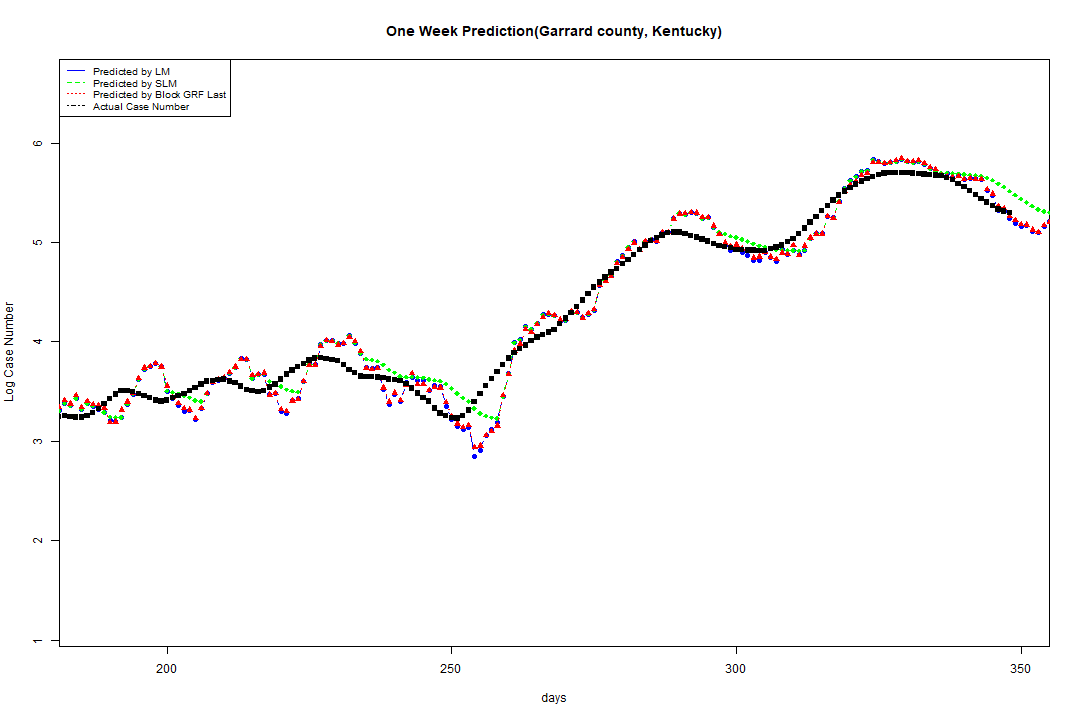 One Week Prediction(Garrard county, Kentucky)
Predicted by LM
Predicted by SLM
Predicted by Block GRF Last
Actual Case Number
6
5
4
3
2
1
Log Case Number
200 250 300 350
days